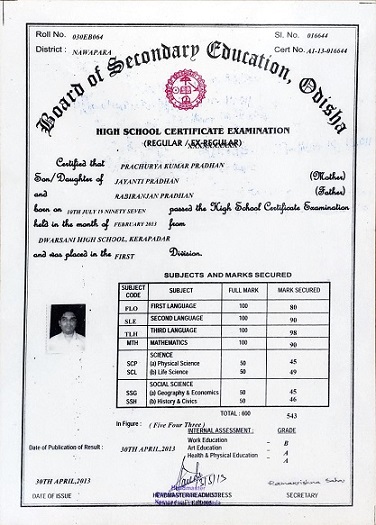 Roll No. 030EB064 Sl. No. 016644
District : NAWAPARA Cert No. A1-13-016644
Board of Secondary Education, Odisha
HIGH SCHOOL CERTIFICATE EXAMINATION
(REGULAR / EX-REGULAR)
Certified that PRACHURYA KUMAR PRADHAN
Son/Daughter of JAYANTI PRADHAN (Mother)
and RABIRANJAN PRADHAN (Father)
born on 10TH JULY 19 NINETY SEVEN passed the High School Certificate Examination
held in the month of FEBRUARY 2013 from
DWARSANI HIGH SCHOOL, KERAPADAR
and was placed in the FIRST Division.
SUBJECTS AND MARKS SECURED
SUBJECT CODE SUBJECT FULL MARK MARK SECURED
FLO FIRST LANGUAGE 100 80
SLE SECOND LANGUAGE 100 90
TLH THIRD LANGUAGE 100 98
MTH MATHEMATICS 100 90
SCIENCE
SCP (a) Physical Science 50 45
SCL (b) Life Science 50 49
SOCIAL SCIENCE
SSG (a) Geography & Economics 50 45
SSH (b) History & Civics 50 46
TOTAL : 600 543
In Figure : ( Five Four Three )
INTERNAL ASSESSMENT : GRADE
Work Education - B
Art Education - A
Health & Physical Education - A
Date of Publication of Result : 30TH APRIL,2013
30TH APRIL,2013
DATE OF ISSUE HEADMASTER/HEADMISTRESS SECRETARY
Headmaster